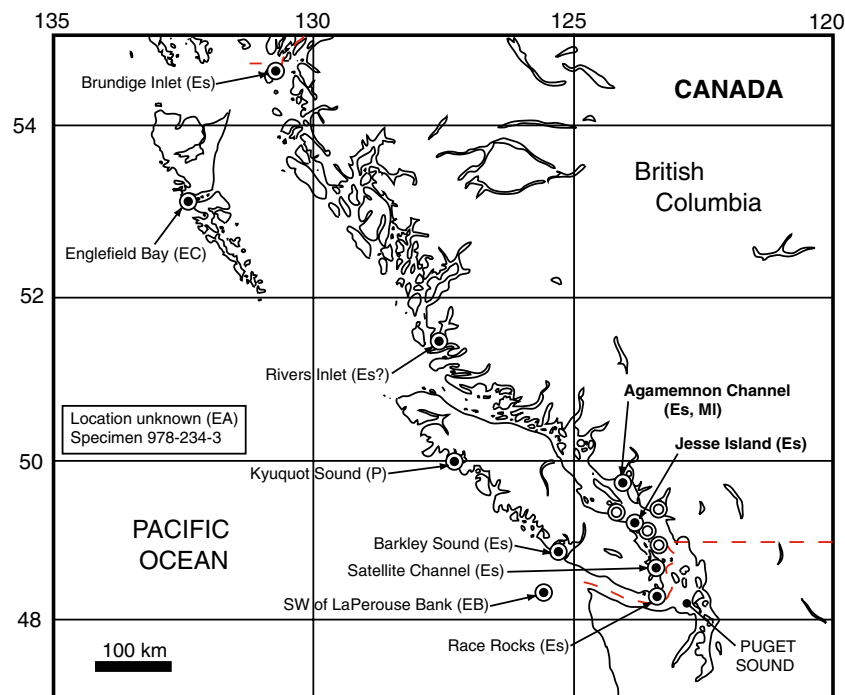 135 130 125 120
Brundige Inlet (Es)
CANADA
54
British
Columbia
Englefield Bay (EC)
52
Rivers Inlet (Es?)
Agamemnon Channel
(Es, MI)
Location unknown (EA)
Specimen 978-234-3
Jesse Island (Es)
50
Kyuquot Sound (P)
PACIFIC
OCEAN
Barkley Sound (Es)
Satellite Channel (Es)
SW of LaPerouse Bank (EB)
48
Race Rocks (Es)
100 km
PUGET
SOUND